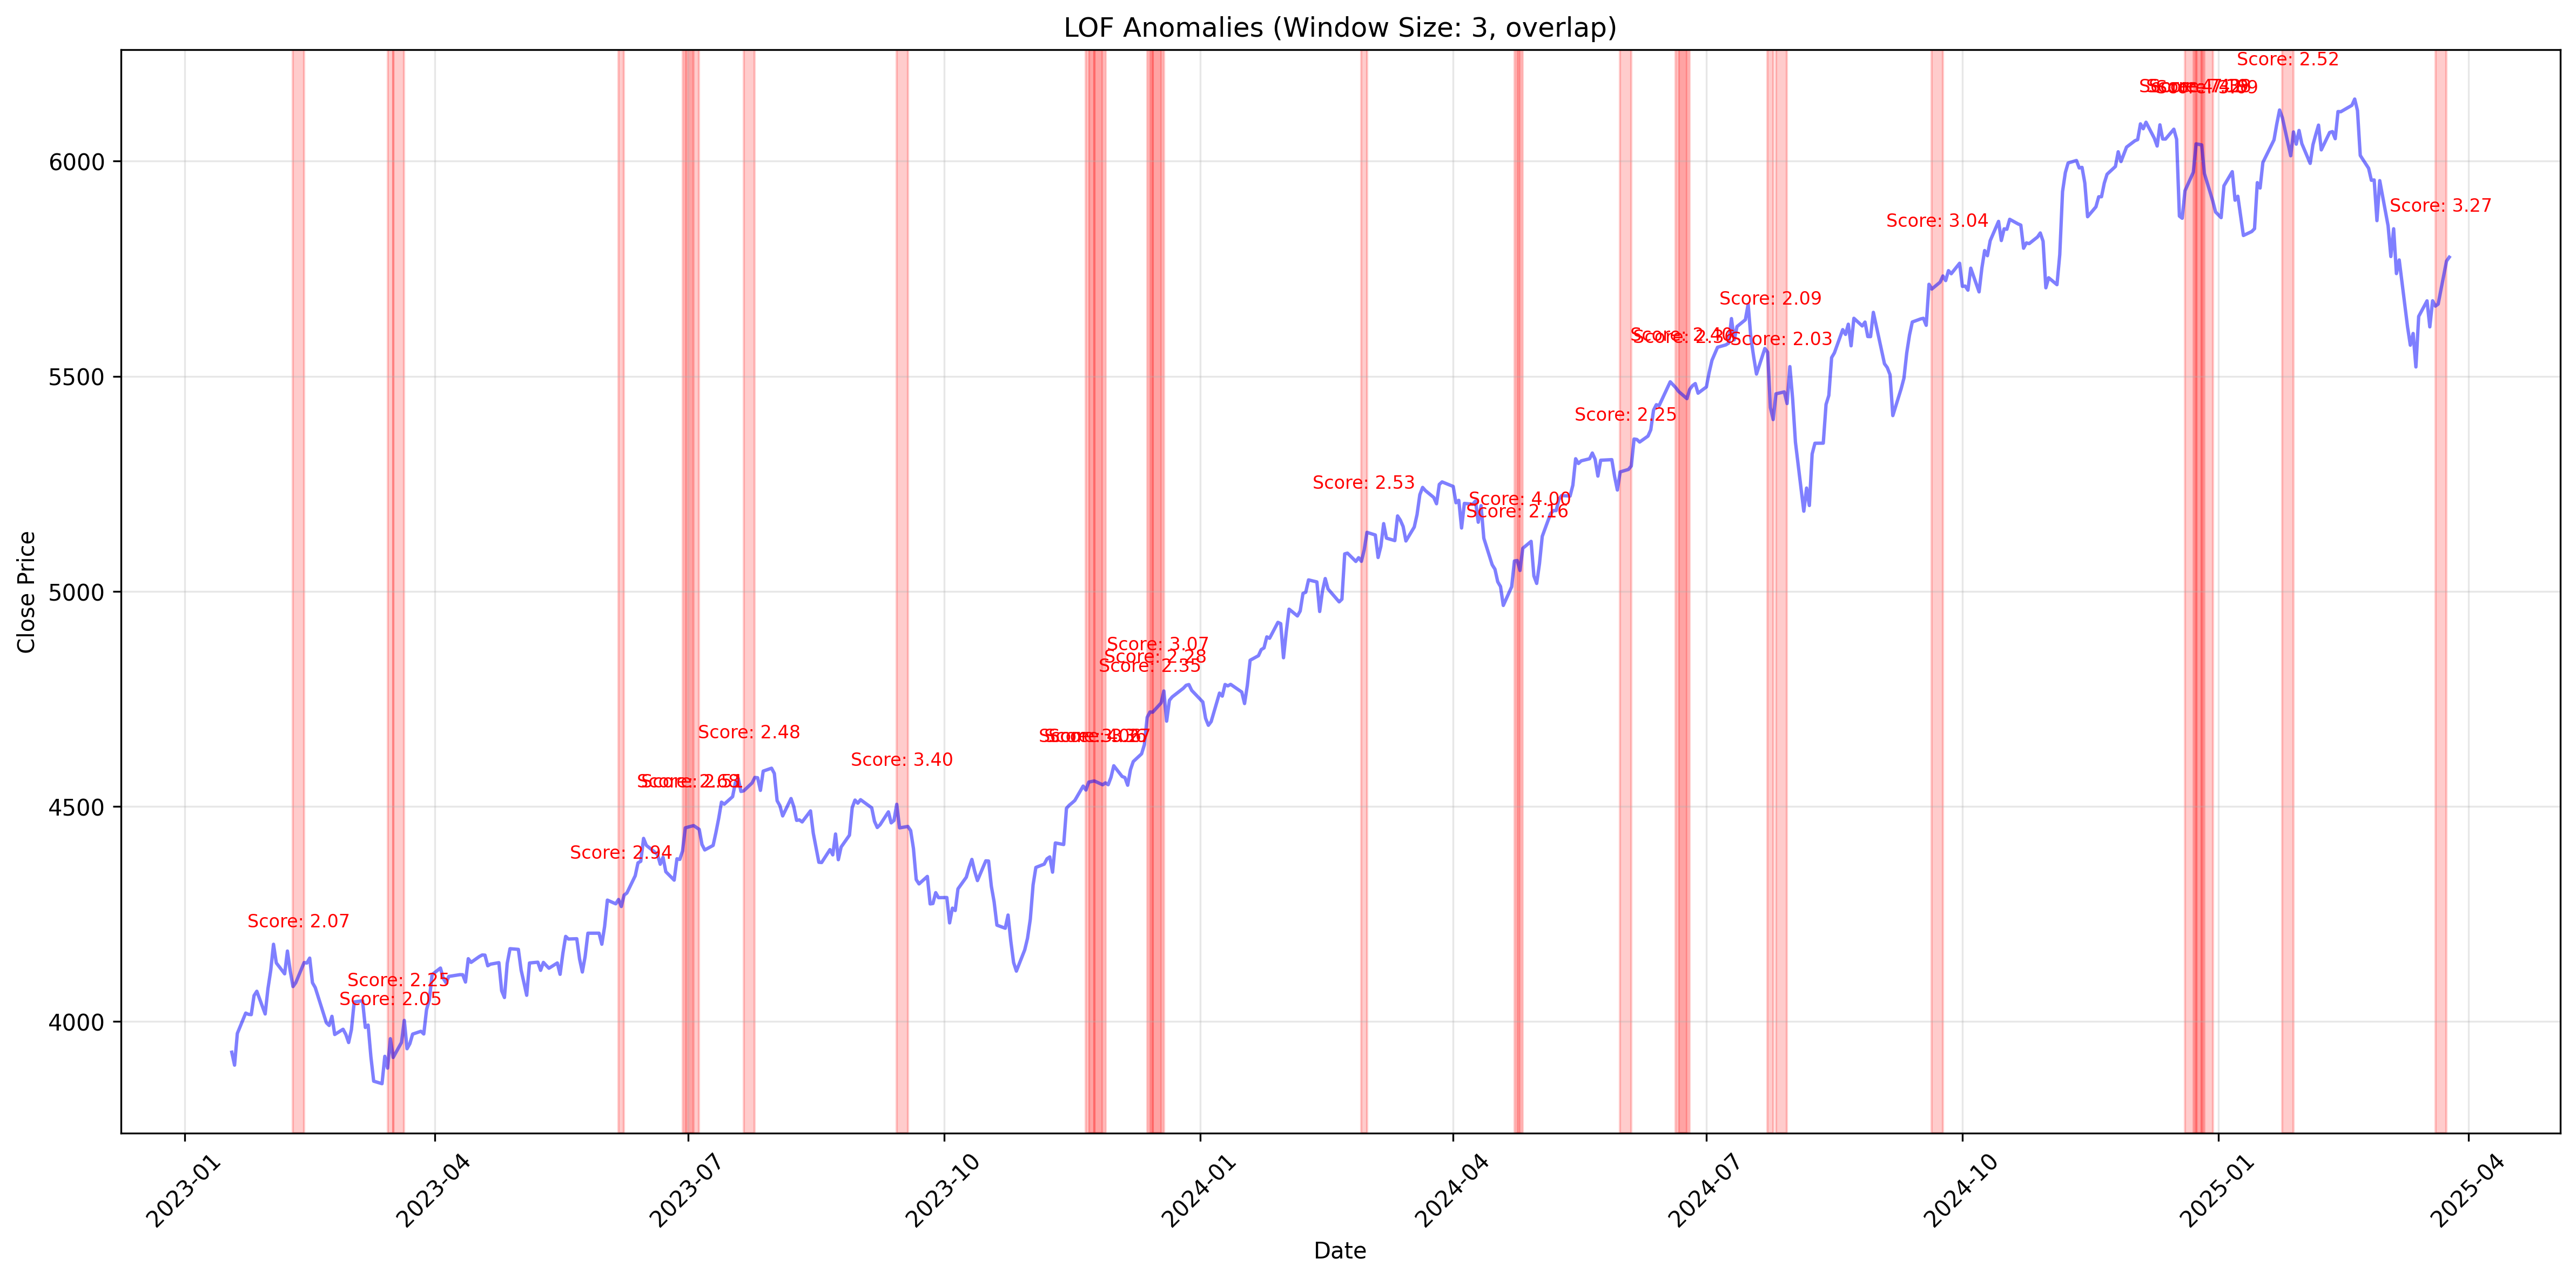 LOF Anomalies (Window Size: 3, overlap)
Score: 2.52
6000
Score: 3.27
Score: 3.04
Score: 2.09
Score: 2.03
5500
Score: 2.25
Score: 2.53
Score: 4.00
Score: 2.16
5000
Score: 3.07
Score: 2.28
Score: 2.35
Score: 2.48
Score: 3.40
4500
Score: 2.94
Score: 2.07
Score: 2.25
Score: 2.05
4000
Close Price
2023-01
2023-04
2023-07
2023-10
2024-01
2024-04
2024-07
2024-10
2025-01
2025-04
Date